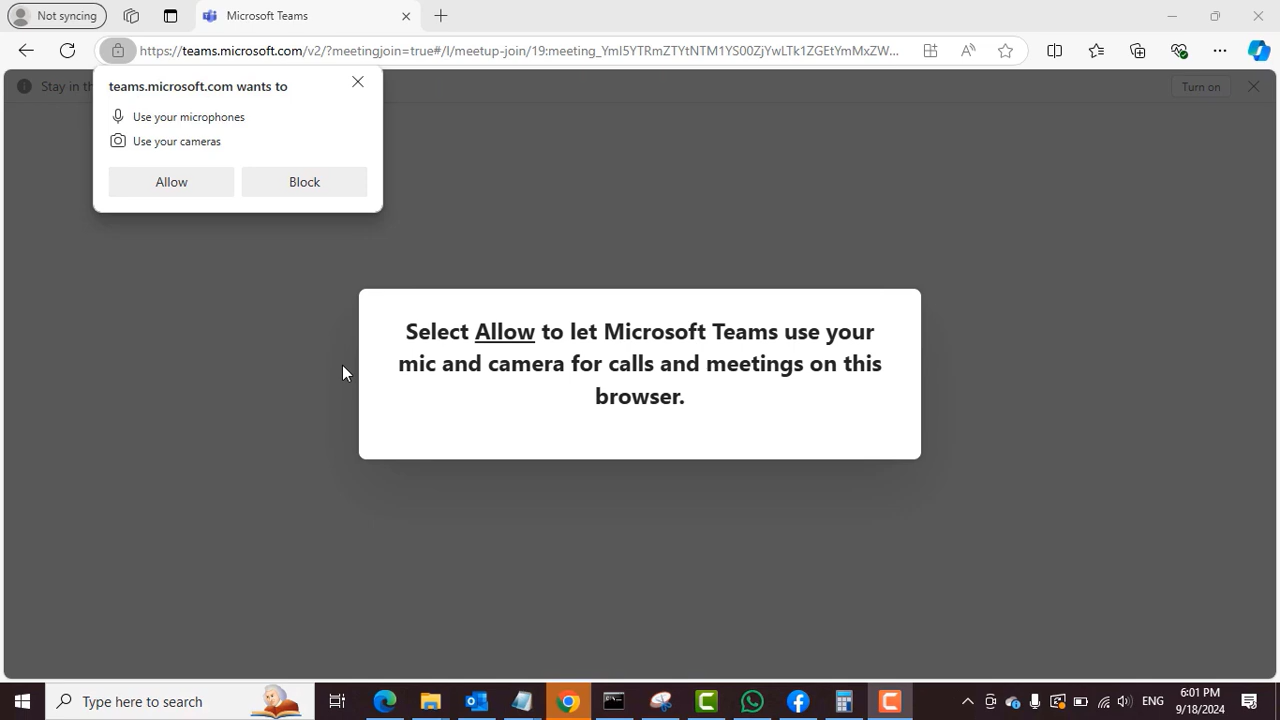 Not syncing
Microsoft Teams
https://teams.microsoft.com/v2/?meetingjoin=true#/l/meetup-join/19:meeting_YmI5YTRmZTYtNTM1YS00ZjYwLTk1ZGEtYmMxZW...
Stay in th
Turn on
teams.microsoft.com wants to
Use your microphones
Use your cameras
Allow
Block
Select Allow to let Microsoft Teams use your
mic and camera for calls and meetings on this
browser.
Type here to search
ENG
6:01 PM
9/18/2024